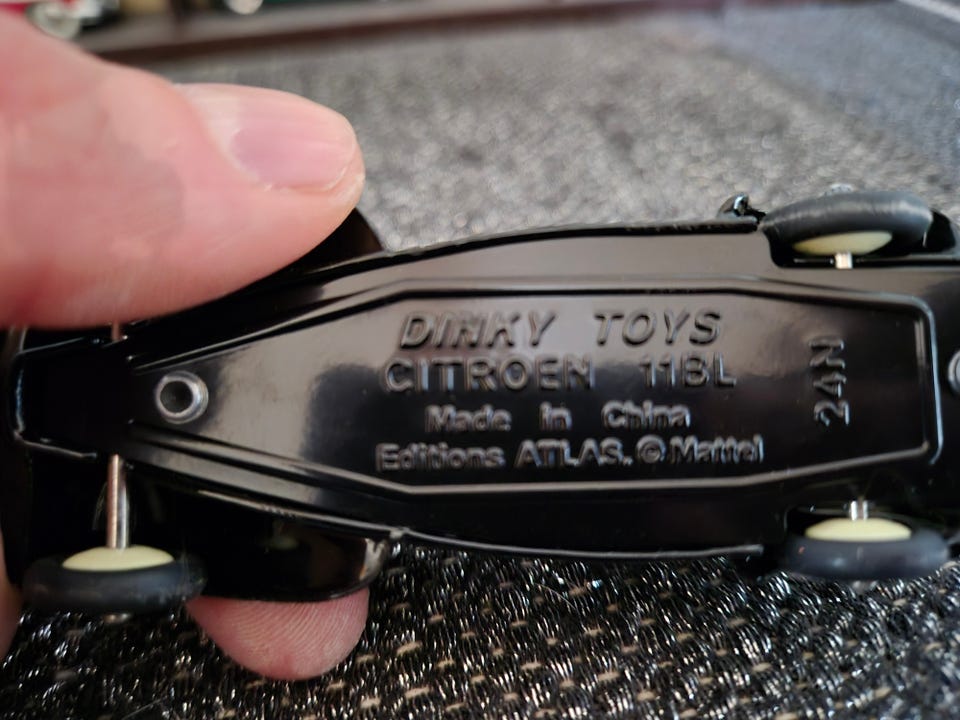 DINKY TOYS
CITROEN 11BL
Made in China
Editions ATLAS. © Mattel
24N